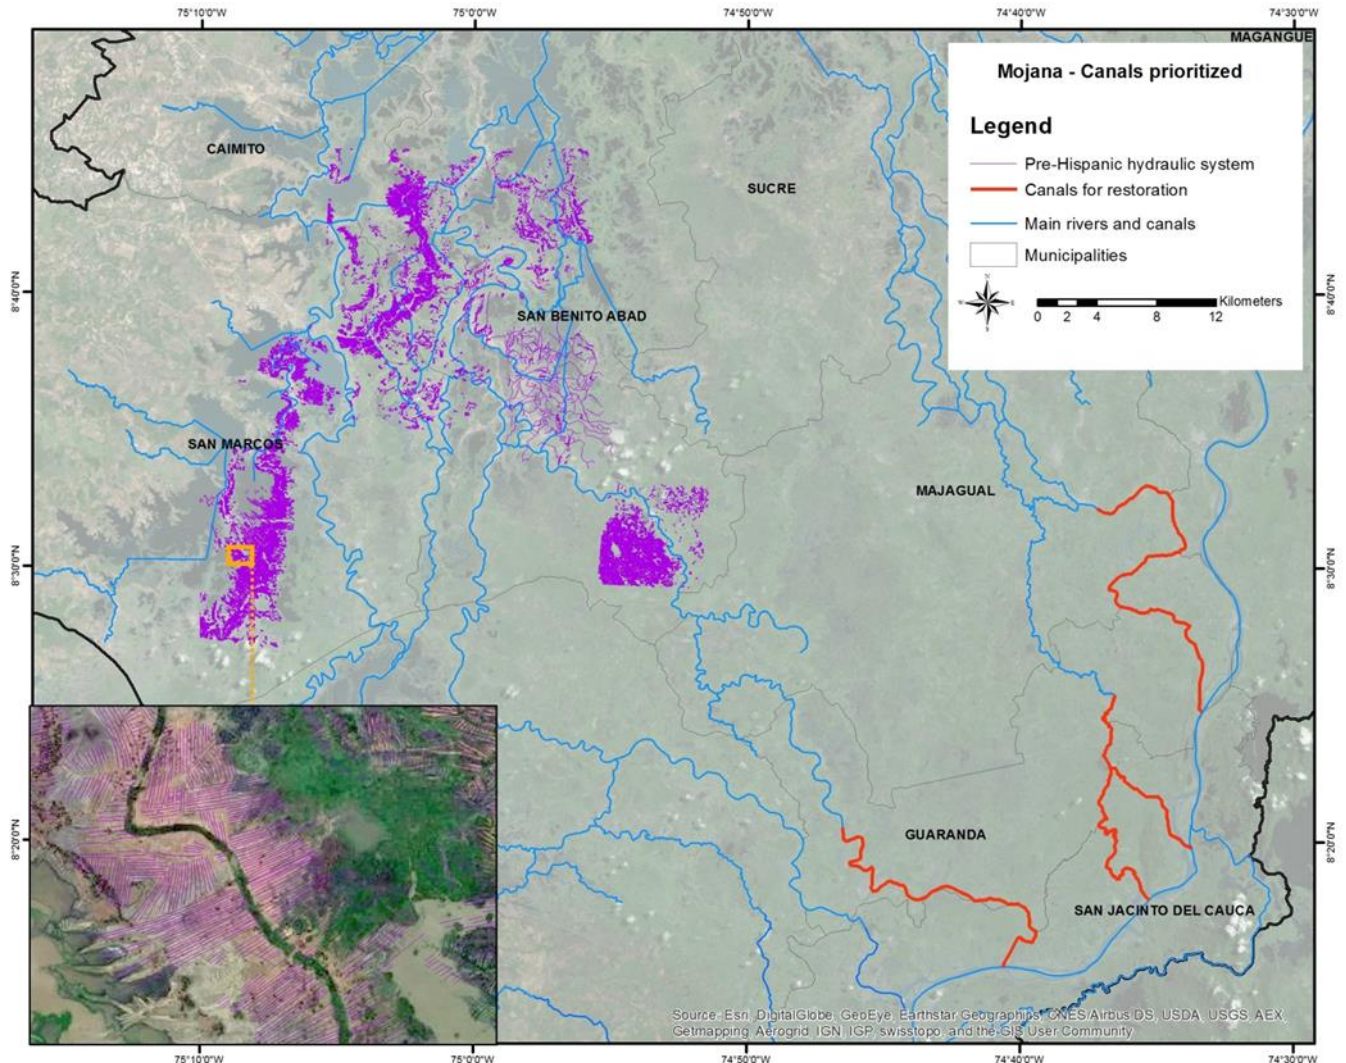 75°10'0"W 75°0'0"W 74°50'0"W 74°40'0"W 74°30'0"W
MAGANGUE
Mojana - Canals prioritized
Legend
Pre-Hispanic hydraulic system
Canals for restoration
Main rivers and canals
Municipalities
N
W E
S
Kilometers
0 2 4 8 12
CAIMITO
SUCRE
8°40'0"N 8°40'0"N
SAN BENITO ABAD
SAN MARCOS
MAJAGUAL
8°30'0"N 8°30'0"N
8°20'0"N 8°20'0"N
GUARANDA
SAN JACINTO DEL CAUCA
Source: Esri, DigitalGlobe, GeoEye, Earthstar Geographics, CNES/Airbus DS, USDA, USGS, AEX,
Getmapping, Aerogrid, IGN, IGP, swisstopo, and the GIS User Community
75°10'0"W 75°0'0"W 74°50'0"W 74°40'0"W 74°30'0"W